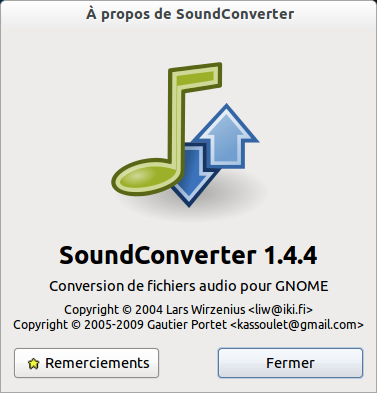 À propos de SoundConverter
SoundConverter 1.4.4
Conversion de fichiers audio pour GNOME
Copyright © 2004 Lars Wirzenius <liw@iki.fi>
Copyright © 2005-2009 Gautier Portet <kassoulet@gmail.com>
Remerciements
Fermer